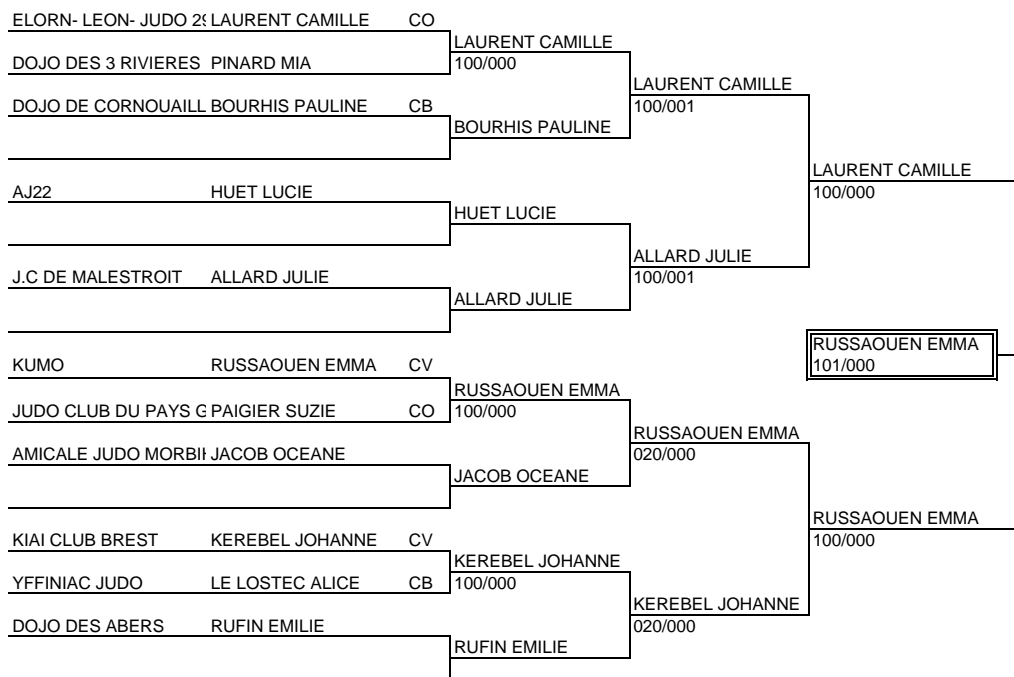 ELORN- LEON- JUDO 29 LAURENT CAMILLE CO
LAURENT CAMILLE
DOJO DES 3 RIVIERES PINARD MIA 100/000
LAURENT CAMILLE
DOJO DE CORNOUAILL BOURHIS PAULINE CB 100/001
BOURHIS PAULINE
LAURENT CAMILLE
AJ22 HUET LUCIE 100/000
HUET LUCIE
ALLARD JULIE
J.C DE MALESTROIT ALLARD JULIE 100/001
ALLARD JULIE
RUSSAOUEN EMMA
KUMO RUSSAOUEN EMMA CV 101/000
RUSSAOUEN EMMA
JUDO CLUB DU PAYS G PAIGIER SUZIE CO 100/000
RUSSAOUEN EMMA
AMICALE JUDO MORBIH JACOB OCEANE 020/000
JACOB OCEANE
RUSSAOUEN EMMA
KIAI CLUB BREST KEREBEL JOHANNE CV 100/000
KEREBEL JOHANNE
YFFINIAC JUDO LE LOSTEC ALICE CB 100/000
KEREBEL JOHANNE
DOJO DES ABERS RUFIN EMILIE 020/000
RUFIN EMILIE